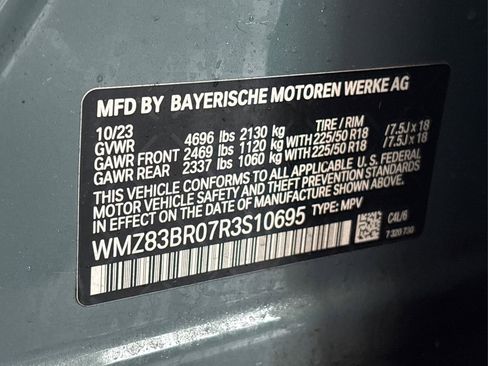 MFD BY BAYERISCHE MOTOREN WERKE AG
10/23 TIRE / RIM
GVWR 4696 lbs 2130 kg
GAWR FRONT 2469 lbs 1120 kg WITH 225/50 R18 / 7.5J x 18
GAWR REAR 2337 lbs 1060 kg WITH 225/50 R18 / 7.5J x 18
THIS VEHICLE CONFORMS TO ALL APPLICABLE U.S. FEDERAL
MOTOR VEHICLE SAFETY AND THEFT PREVENTION STANDARDS
IN EFFECT ON THE DATE OF MANUFACTURE SHOWN ABOVE.
WMZ83BR07R3S10695 TYPE: MPV
C4L/6
7 320 730